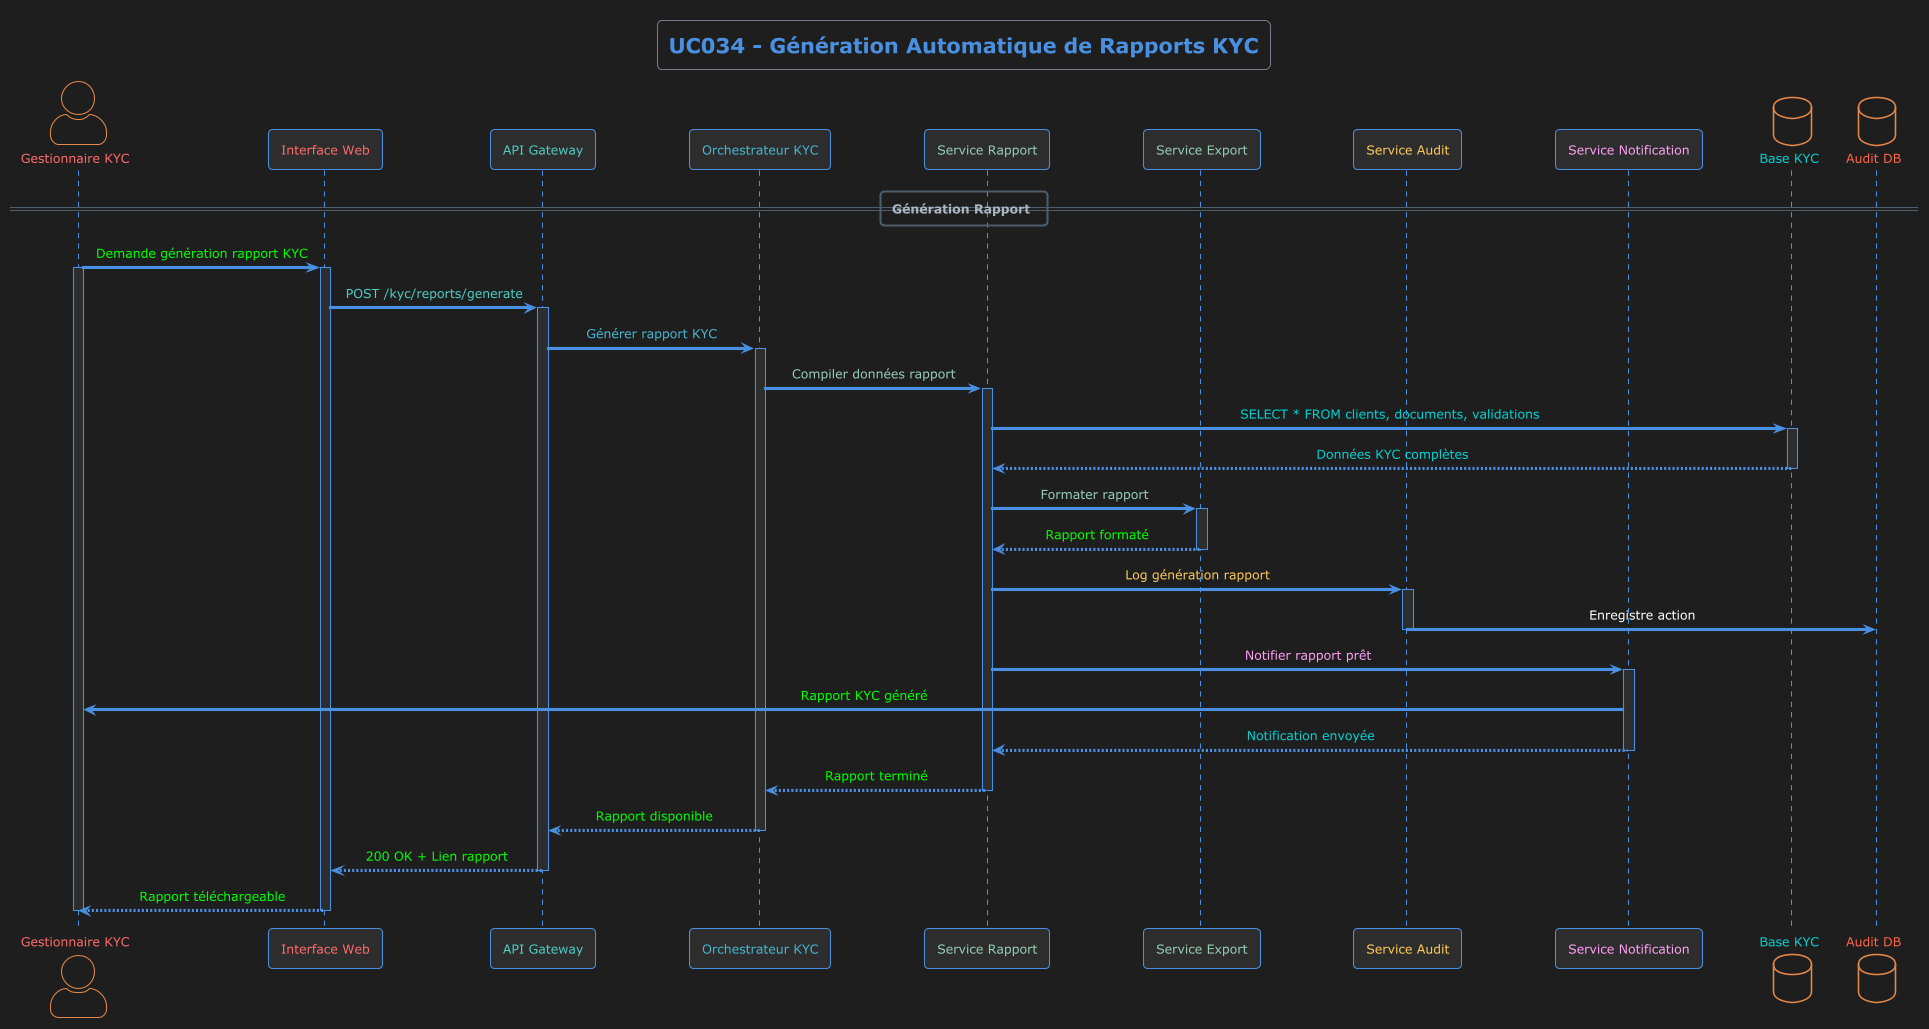 UC034 - Génération Automatique de Rapports KYC
Gestionnaire KYC
Interface Web
API Gateway
Orchestrateur KYC
Service Rapport
Service Export
Service Audit
Service Notification
Base KYC
Audit DB
Génération Rapport
Demande génération rapport KYC
POST /kyc/reports/generate
Générer rapport KYC
Compiler données rapport
SELECT * FROM clients, documents, validations
Données KYC complètes
Formater rapport
Rapport formaté
Log génération rapport
Enregistre action
Notifier rapport prêt
Rapport KYC généré
Notification envoyée
Rapport terminé
Rapport disponible
200 OK + Lien rapport
Rapport téléchargeable
Gestionnaire KYC
Interface Web
API Gateway
Orchestrateur KYC
Service Rapport
Service Export
Service Audit
Service Notification
Base KYC
Audit DB